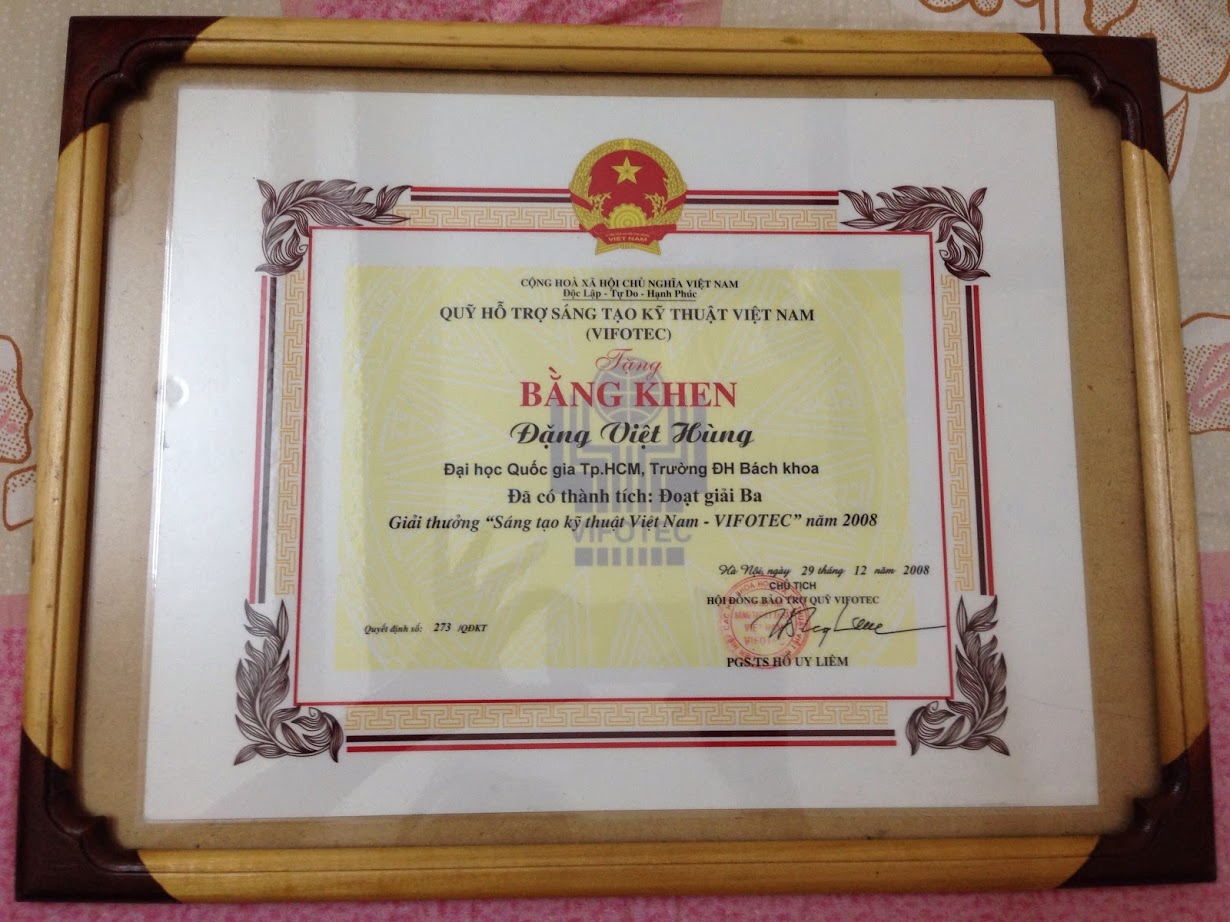 VIỆT NAM
CỘNG HOÀ XÃ HỘI CHỦ NGHĨA VIỆT NAM
Độc Lập - Tự Do - Hạnh Phúc
QUỸ HỖ TRỢ SÁNG TẠO KỸ THUẬT VIỆT NAM
(VIFOTEC)
Tặng
BẰNG KHEN
Đặng Việt Hùng
Đại học Quốc gia Tp.HCM, Trường ĐH Bách khoa
Đã có thành tích: Đoạt giải Ba
Giải thưởng “Sáng tạo kỹ thuật Việt Nam - VIFOTEC” năm 2008
VIFOTEC
Hà Nội, ngày 29 tháng 12 năm 2008
CHỦ TỊCH
HỘI ĐỒNG BẢO TRỢ QUỸ VIFOTEC
Quyết định số: 273 /QĐKT
VIỆT NAM
VIFOTEC
PGS.TS HỒ UY LIÊM